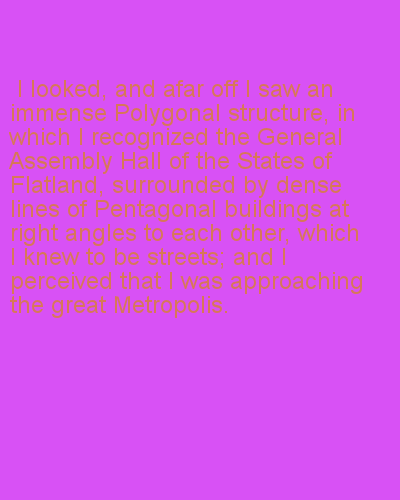 I looked, and afar off I saw an
immense Polygonal structure, in
which I recognized the General
Assembly Hall of the States of
Flatland, surrounded by dense
lines of Pentagonal buildings at
right angles to each other, which
I knew to be streets; and I
perceived that I was approaching
the great Metropolis.